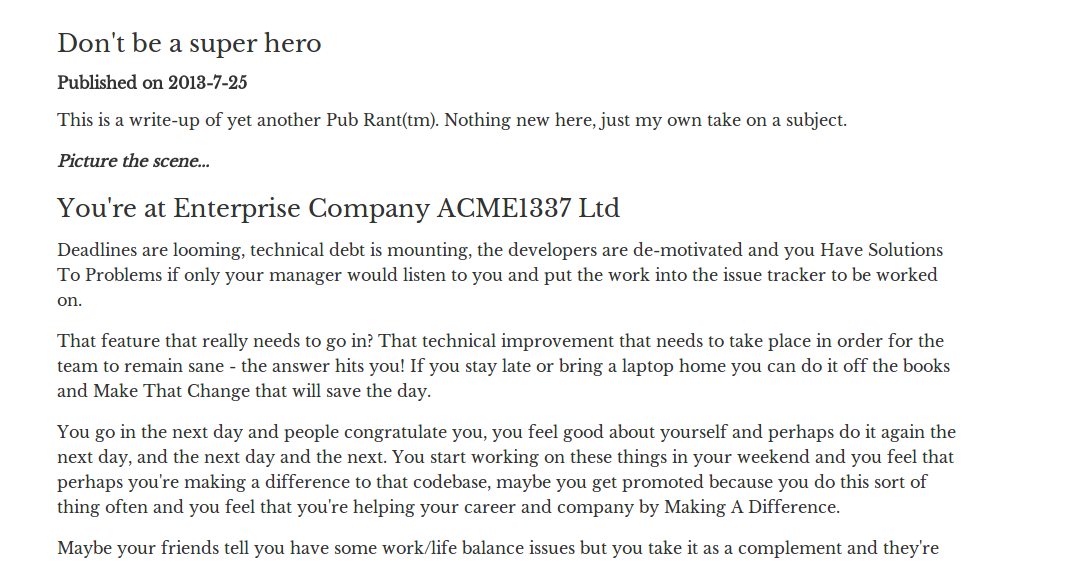 Don't be a super hero
Published on 2013-7-25
This is a write-up of yet another Pub Rant(tm). Nothing new here, just my own take on a subject.
Picture the scene...
You're at Enterprise Company ACME1337 Ltd
Deadlines are looming, technical debt is mounting, the developers are de-motivated and you Have Solutions
To Problems if only your manager would listen to you and put the work into the issue tracker to be worked
on.
That feature that really needs to go in? That technical improvement that needs to take place in order for the
team to remain sane - the answer hits you! If you stay late or bring a laptop home you can do it off the books
and Make That Change that will save the day.
You go in the next day and people congratulate you, you feel good about yourself and perhaps do it again the
next day, and the next day and the next. You start working on these things in your weekend and you feel that
perhaps you're making a difference to that codebase, maybe you get promoted because you do this sort of
thing often and you feel that you're helping your career and company by Making A Difference.
Maybe your friends tell you have some work/life balance issues but you take it as a complement and they're